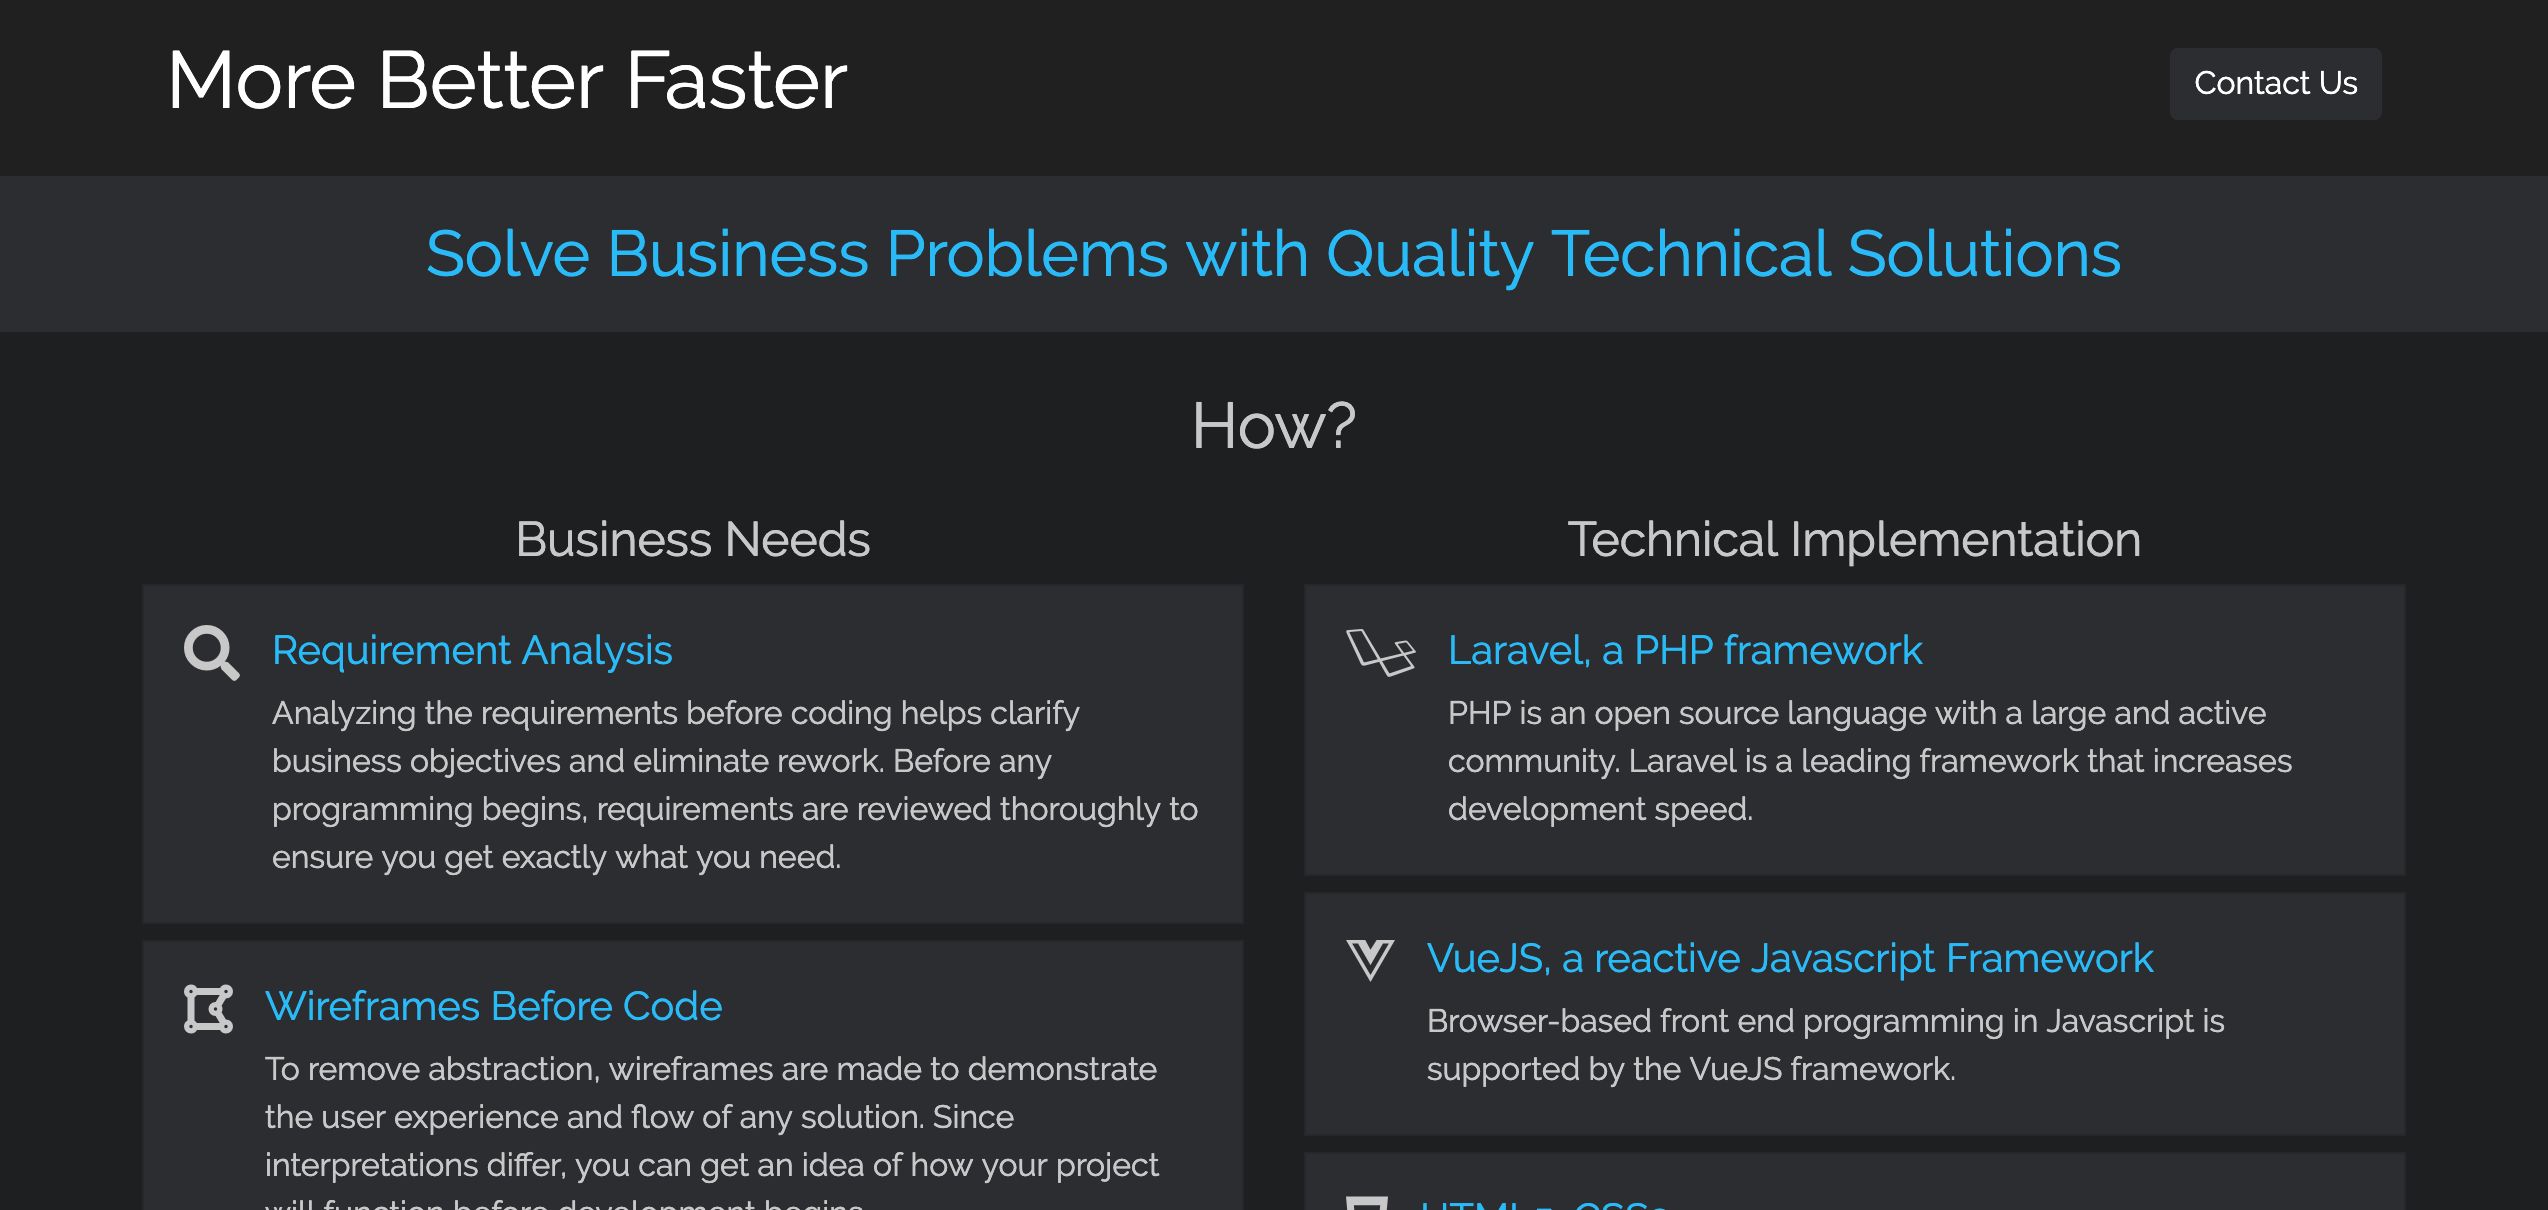 More Better Faster
Contact Us
Solve Business Problems with Quality Technical Solutions
How?
Business Needs
Requirement Analysis
Analyzing the requirements before coding helps clarify
business objectives and eliminate rework. Before any
programming begins, requirements are reviewed thoroughly to
ensure you get exactly what you need.
Wireframes Before Code
To remove abstraction, wireframes are made to demonstrate
the user experience and flow of any solution. Since
interpretations differ, you can get an idea of how your project
will function before development begins.
Technical Implementation
Laravel, a PHP framework
PHP is an open source language with a large and active
community. Laravel is a leading framework that increases
development speed.
VueJS, a reactive Javascript Framework
Browser-based front end programming in Javascript is
supported by the VueJS framework.